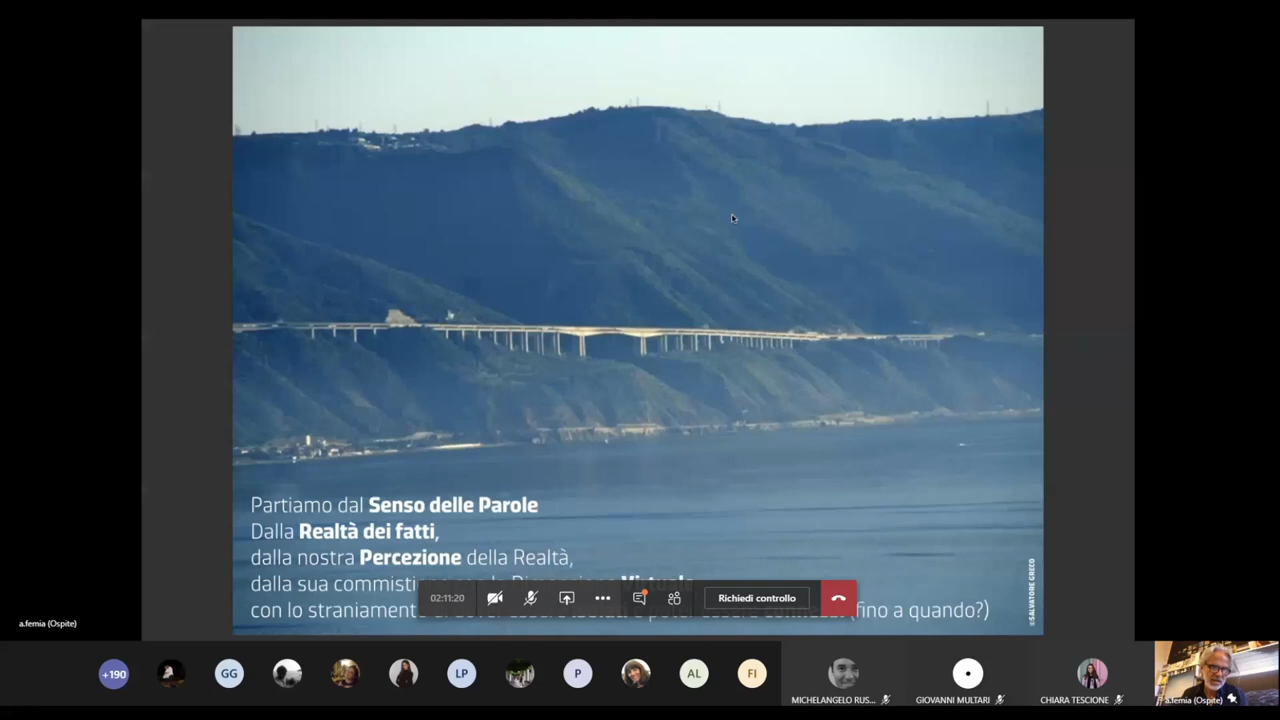 Partiamo dal Senso delle Parole
Dalla Realtà dei fatti,
dalla nostra Percezione della Realtà,
dalla sua commisti
con lo straniament (fino a quando?)
©SALVATORE GRECO
02:11:20
Richiedi controllo
a.femia (Ospite)
+190
GG
LP
P
AL
FI
MICHELANGELO RUS...
GIOVANNI MULTARI
CHIARA TESCIONE
a.femia (Ospite)